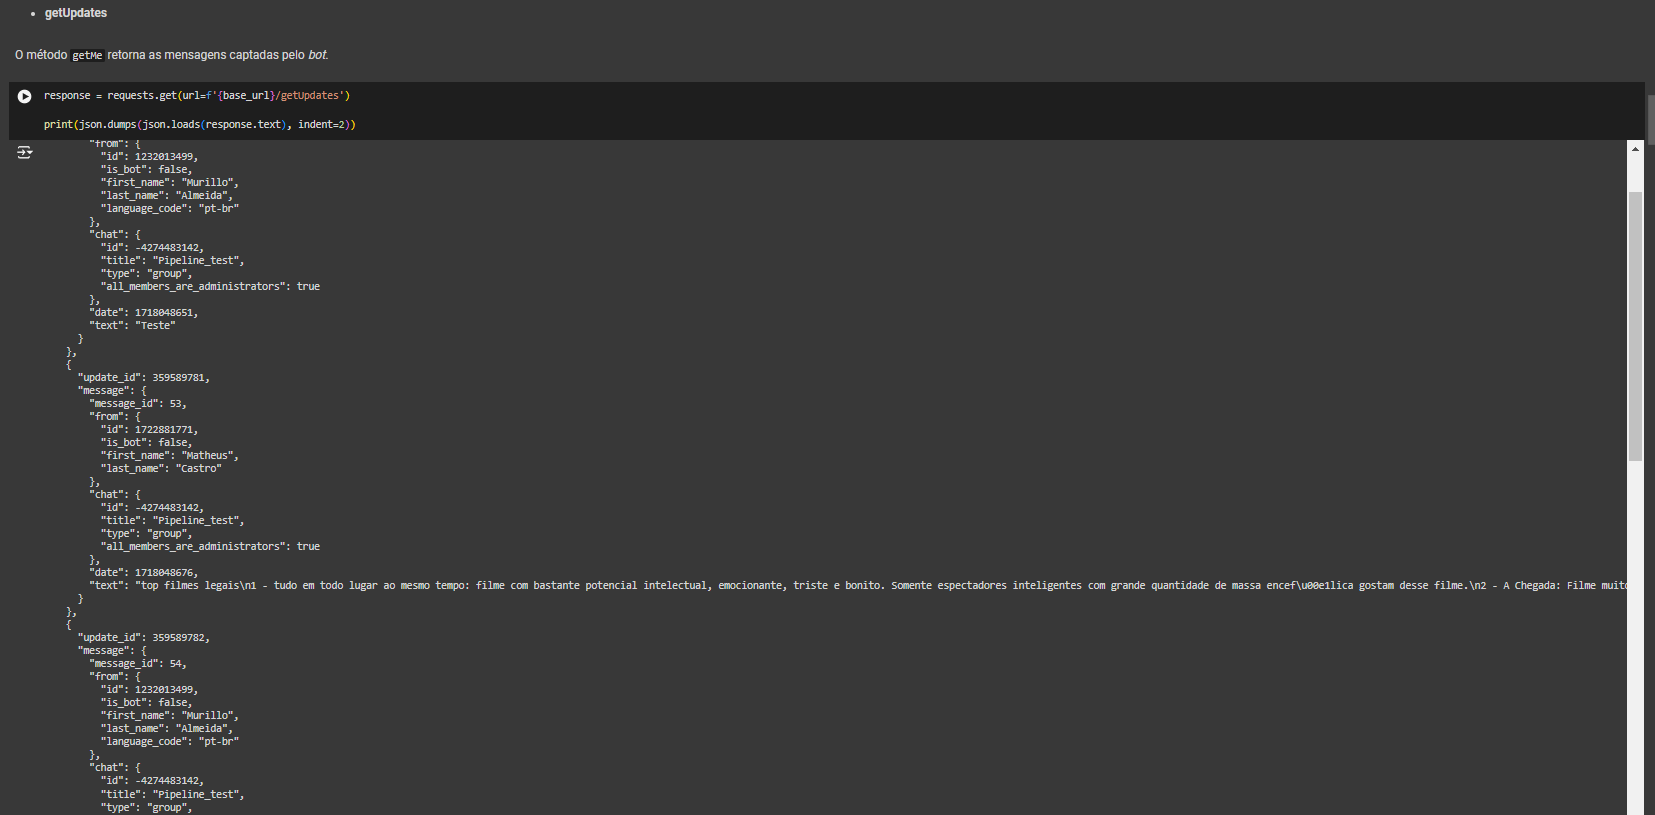 • getUpdates
O método getMe retorna as mensagens captadas pelo bot.
response = requests.get(url=f'{base_url}/getUpdates')
print(json.dumps(json.loads(response.text), indent=2))
"from": {
"id": 1232013499,
"is_bot": false,
"first_name": "Murillo",
"last_name": "Almeida",
"language_code": "pt-br"
},
"chat": {
"id": -4274483142,
"title": "Pipeline_test",
"type": "group",
"all_members_are_administrators": true
},
"date": 1718048651,
"text": "Teste"
}
},
{
"update_id": 359589781,
"message": {
"message_id": 53,
"from": {
"id": 1722881771,
"is_bot": false,
"first_name": "Matheus",
"last_name": "Castro"
},
"chat": {
"id": -4274483142,
"title": "Pipeline_test",
"type": "group",
"all_members_are_administrators": true
},
"date": 1718048676,
"text": "top filmes legais\n1 - tudo em todo lugar ao mesmo tempo: filme com bastante potencial intelectual, emocionante, triste e bonito. Somente espectadores inteligentes com grande quantidade de massa encef\u00e1lica gostam desse filme.\n2 - A Chegada: Filme muito
}
},
{
"update_id": 359589782,
"message": {
"message_id": 54,
"from": {
"id": 1232013499,
"is_bot": false,
"first_name": "Murillo",
"last_name": "Almeida",
"language_code": "pt-br"
},
"chat": {
"id": -4274483142,
"title": "Pipeline_test",
"type": "group",